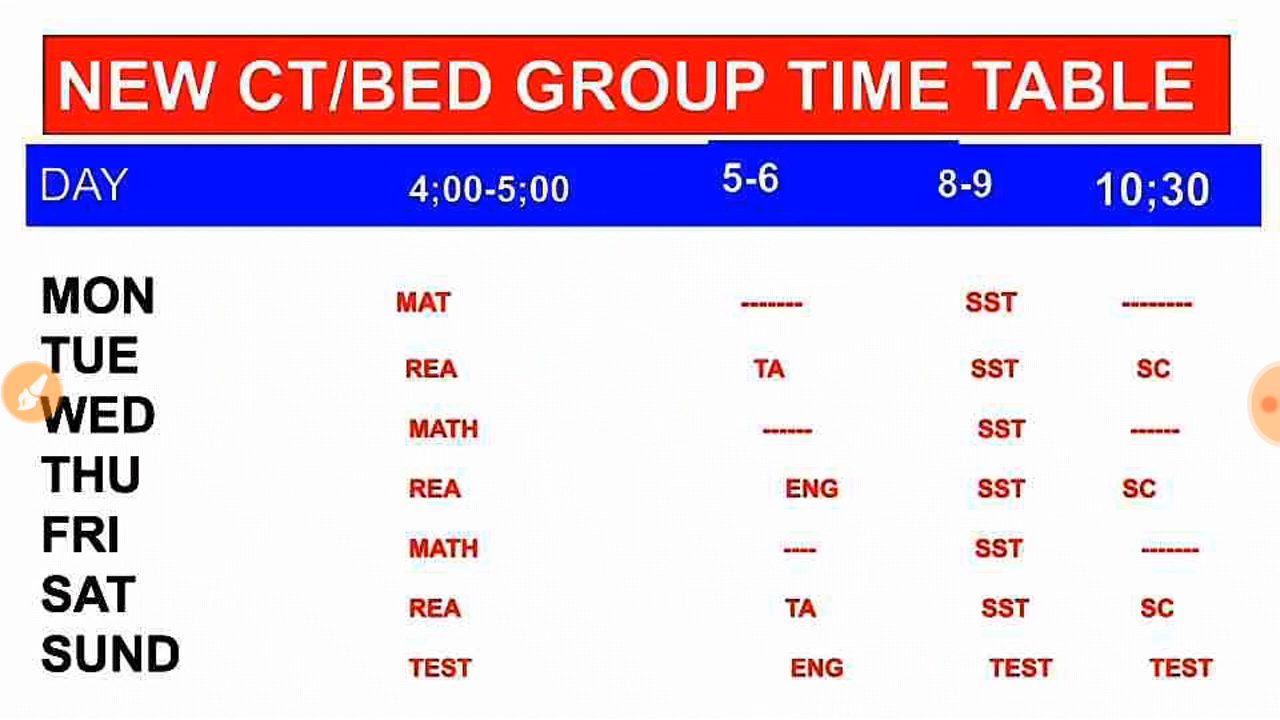 NEW CT/BED GROUP TIME TABLE
DAY 4;00-5;00 5-6 8-9 10;30
MON MAT ------- SST --------
TUE REA TA SST SC
WED MATH ------ SST ------
THU REA ENG SST SC
FRI MATH ---- SST -------
SAT REA TA SST SC
SUND TEST ENG TEST TEST